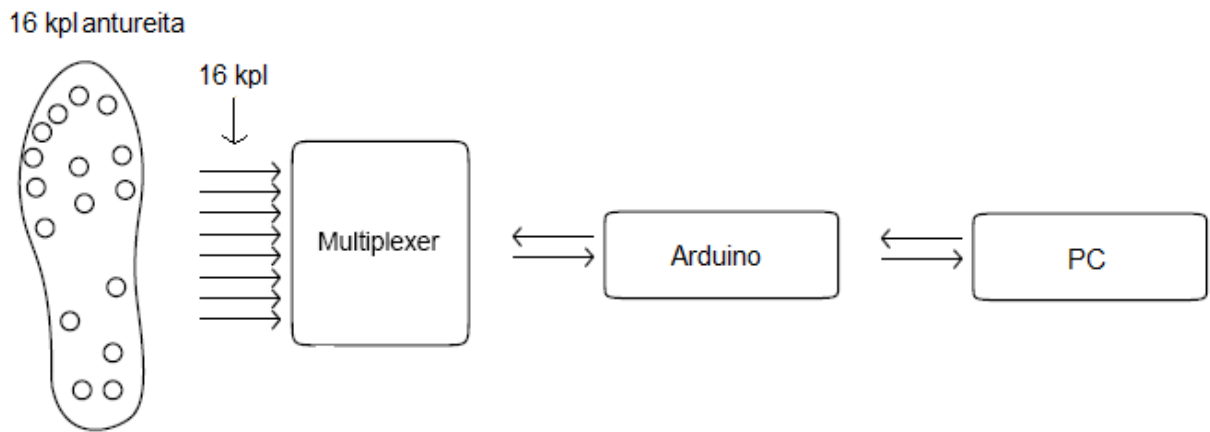 16 kpl antureita
16 kpl
Multiplexer
Arduino
PC